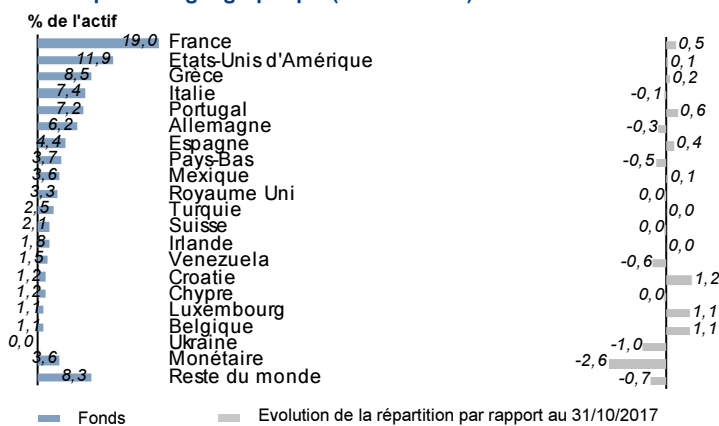 % de l'actif
19,0 France 0,5
11,9 Etats-Unis d'Amérique 0,1
8,5 Grèce 0,2
7,4 Italie -0,1
7,2 Portugal 0,6
6,2 Allemagne -0,3
4,4 Espagne 0,4
3,7 Pays-Bas -0,5
3,6 Mexique 0,1
3,3 Royaume Uni 0,0
2,5 Turquie 0,0
2,1 Suisse 0,0
1,8 Irlande 0,0
1,5 Venezuela -0,6
1,2 Croatie 1,2
1,2 Chypre 0,0
1,1 Luxembourg 1,1
1,1 Belgique 1,1
0,0 Ukraine -1,0
3,6 Monétaire -2,6
8,3 Reste du monde -0,7
Fonds Evolution de la répartition par rapport au 31/10/2017